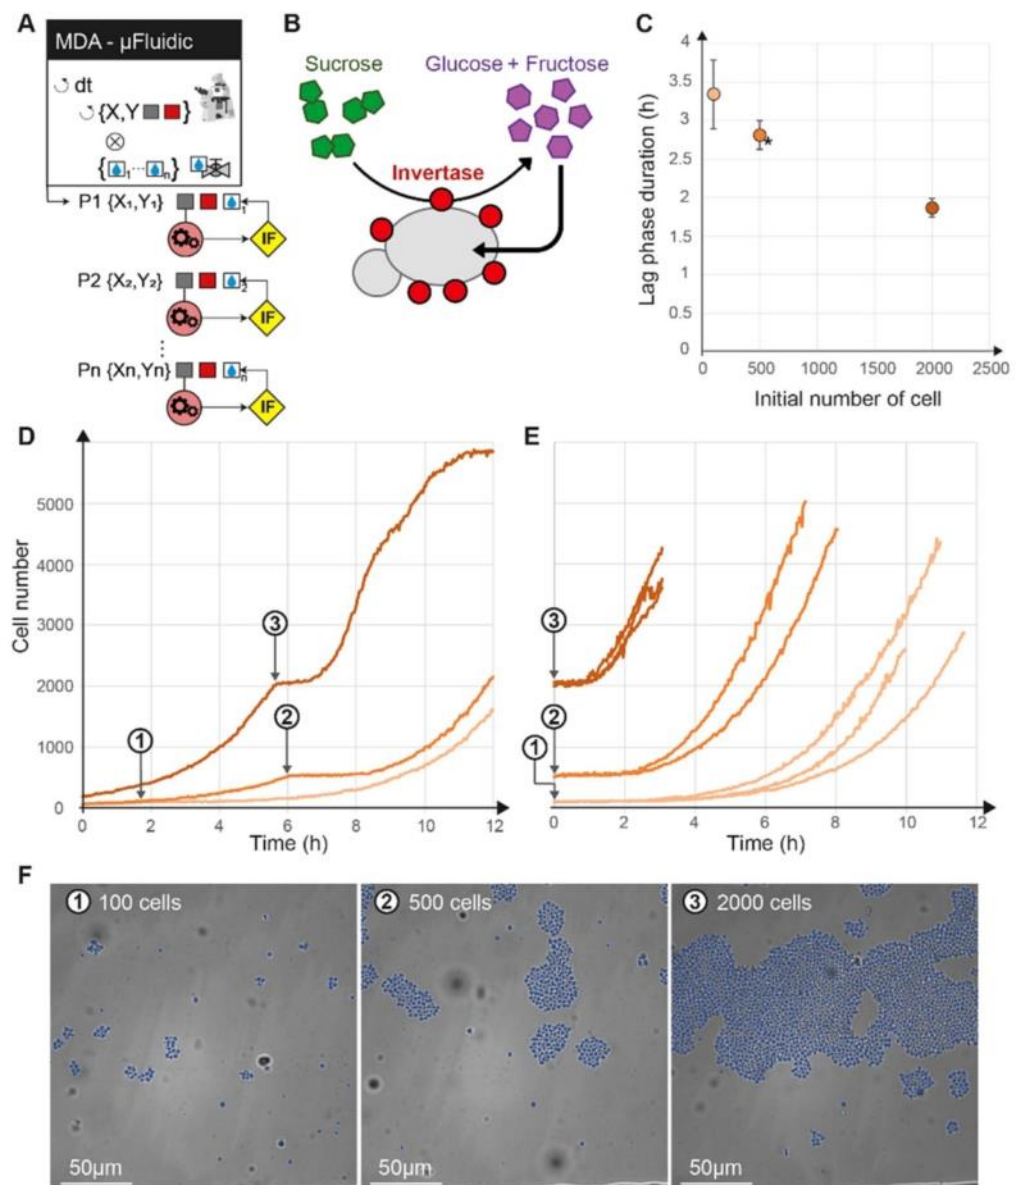 A
MDA - µFluidic
dt
{X,Y }
{ 1 ... n }
P1 {X₁,Y₁}
1
IF
P2 {X₂,Y₂}
2
IF
Pn {Xn,Yn}
n
IF
B
Sucrose
Glucose + Fructose
Invertase
C
Lag phase duration (h)
4
3.5
3
2.5
2
1.5
1
0.5
0
*
0 500 1000 1500 2000 2500
Initial number of cell
D
Cell number
5000
4000
3000
2000
1000
0
3
2
1
0 2 4 6 8 10 12
Time (h)
E
3
2
1
0 2 4 6 8 10 12
Time (h)
F
1 100 cells
50µm
2 500 cells
50µm
3 2000 cells
50µm